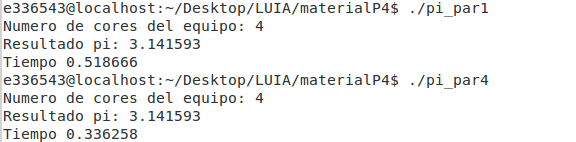 e336543@localhost:~/Desktop/LUIA/materialP4$ ./pi_par1
Numero de cores del equipo: 4
Resultado pi: 3.141593
Tiempo 0.518666
e336543@localhost:~/Desktop/LUIA/materialP4$ ./pi_par4
Numero de cores del equipo: 4
Resultado pi: 3.141593
Tiempo 0.336258